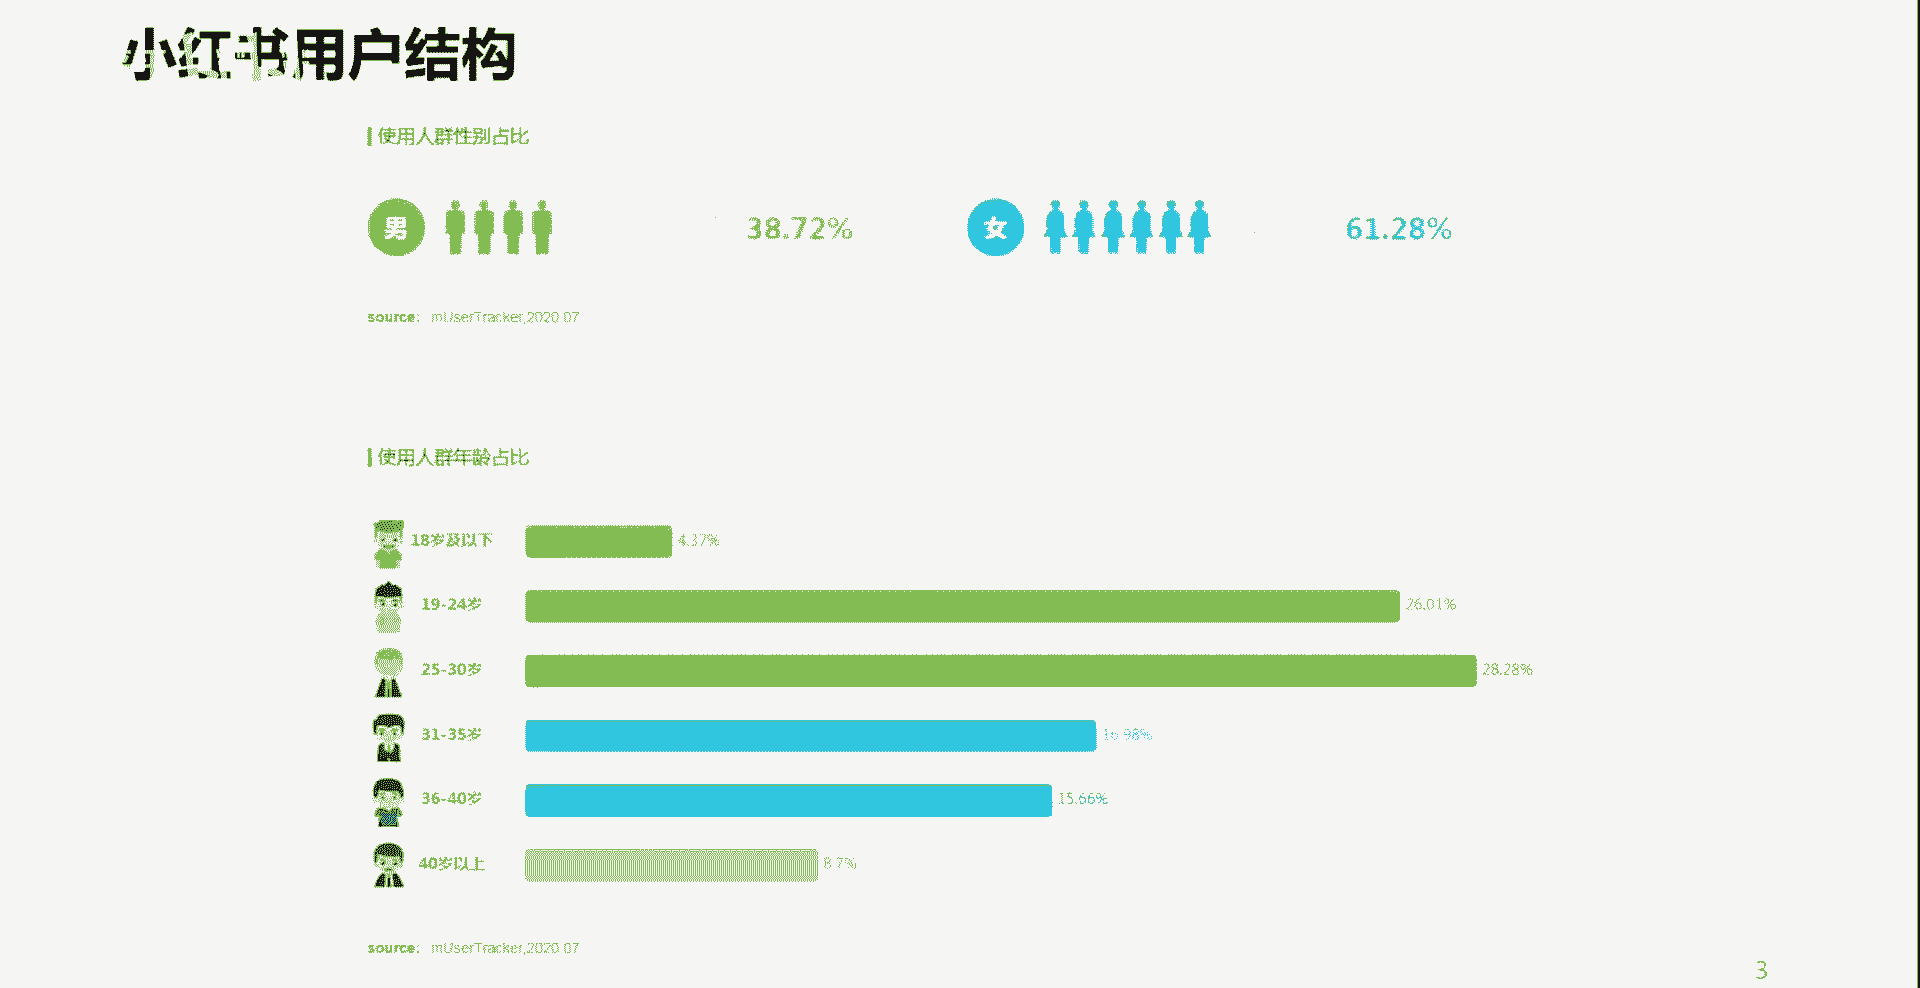 小红书用户结构
使用人群性别占比
男 38.72% 女 61.28%
source: mUserTracker,2020 07
使用人群年龄占比
18岁及以下 4.37%
19-24岁 26.01%
25-30岁 28.28%
31-35岁 16.98%
36-40岁 15.66%
40岁以上 8.7%
source: mUserTracker,2020 07
3